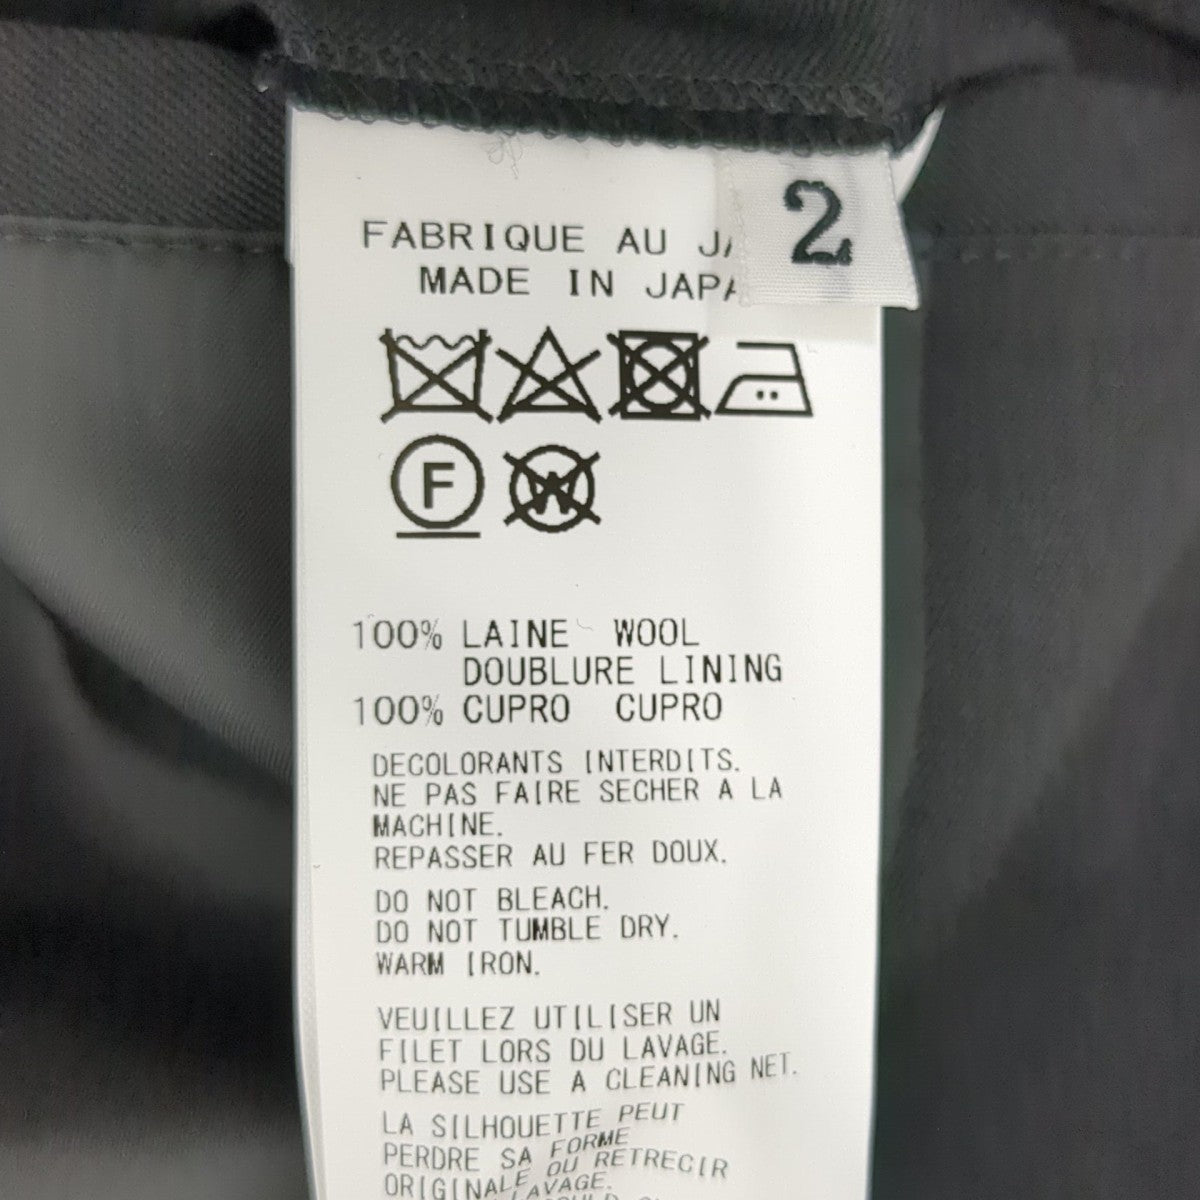 2
FABRIQUE AU
MADE IN
F
W
100% LAINE WOOL
DOUBLURE LINING
100% CUPRO CUPRO
DECOLORANTS INTERDITS.
NE PAS FAIRE SECHER A LA
MACHINE.
REPASSER AU FER DOUX.
DO NOT BLEACH.
DO NOT TUMBLE DRY.
WARM IRON.
VEUILLEZ UTILISER UN
FILET LORS DU LAVAGE.
PLEASE USE A CLEANING NET.
LA SILHOUETTE PEUT
PERDRE SA FORME
ORIGINALE OU RETRECIR
LAVAGE.